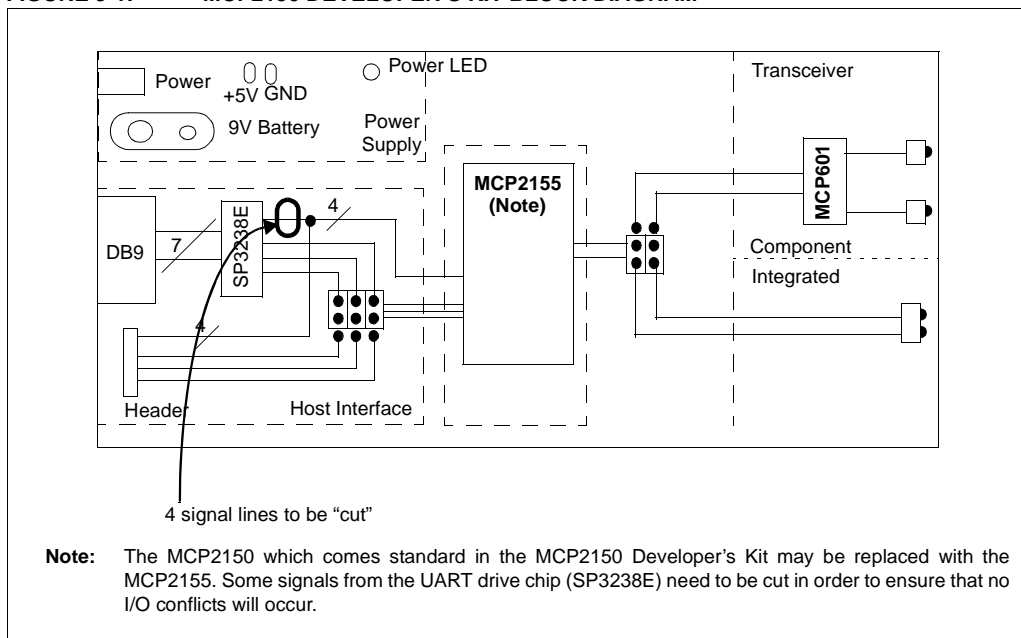 Power
+5V GND
Power LED
9V Battery
Power
Supply
Transceiver
MCP601
MCP2155
(Note)
4
DB9
7
SP3238E
Component
Integrated
4
Header
Host Interface
4 signal lines to be “cut”
Note: The MCP2150 which comes standard in the MCP2150 Developer’s Kit may be replaced with the
MCP2155. Some signals from the UART drive chip (SP3238E) need to be cut in order to ensure that no
I/O conflicts will occur.